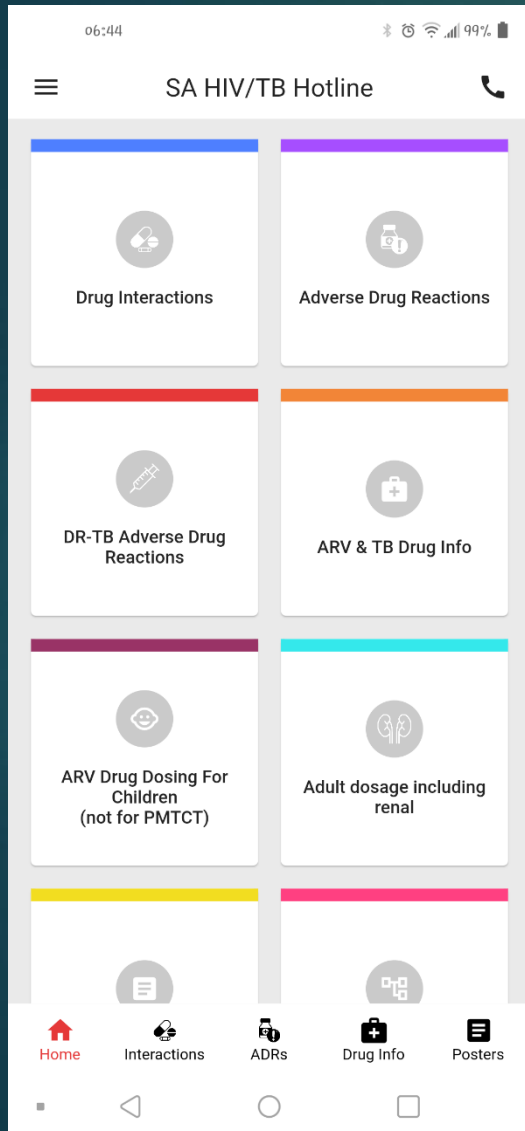 06:44
99%
SA HIV/TB Hotline
Drug Interactions
Adverse Drug Reactions
DR-TB Adverse Drug
Reactions
ARV & TB Drug Info
ARV Drug Dosing For
Children
(not for PMTCT)
Adult dosage including
renal
Home
Interactions
ADRs
Drug Info
Posters